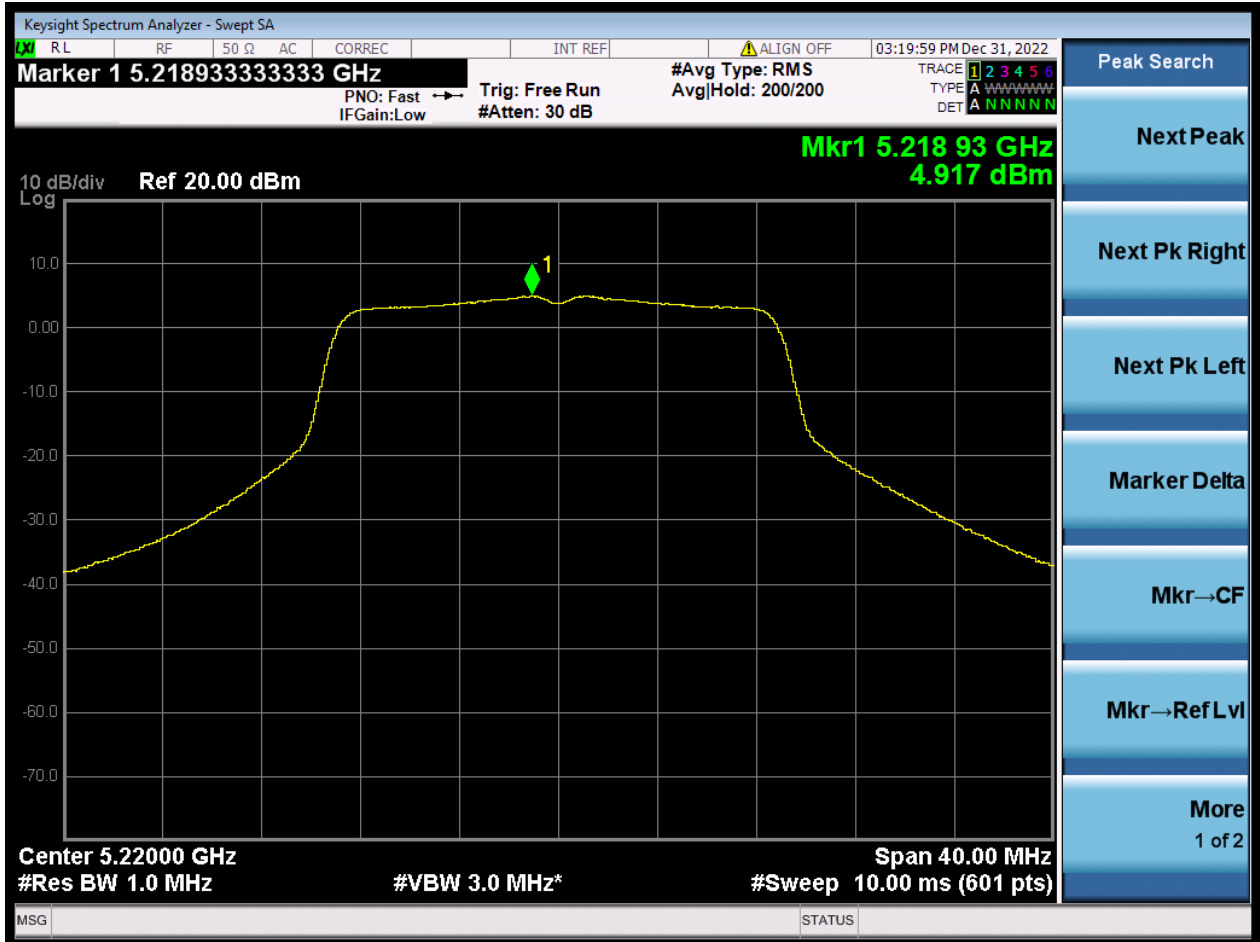 Keysight Spectrum Analyzer - Swept SA
LXI RL RF 50 Ω AC CORREC INT REF ALIGN OFF 03:19:59 PM Dec 31, 2022
Marker 1 5.218933333333 GHz
PNO: Fast
IFGain:Low
Trig: Free Run
#Atten: 30 dB
#Avg Type: RMS
Avg|Hold: 200/200
TRACE 1 2 3 4 5 6
TYPE A WWWWW
DET A N N N N N
Mkr1 5.218 93 GHz
4.917 dBm
10 dB/div Ref 20.00 dBm
Log
1
10.0
0.00
-10.0
-20.0
-30.0
-40.0
-50.0
-60.0
-70.0
Center 5.22000 GHz Span 40.00 MHz
#Res BW 1.0 MHz #VBW 3.0 MHz* #Sweep 10.00 ms (601 pts)
MSG STATUS
Peak Search
Next Peak
Next Pk Right
Next Pk Left
Marker Delta
Mkr→CF
Mkr→Ref Lvl
More
1 of 2